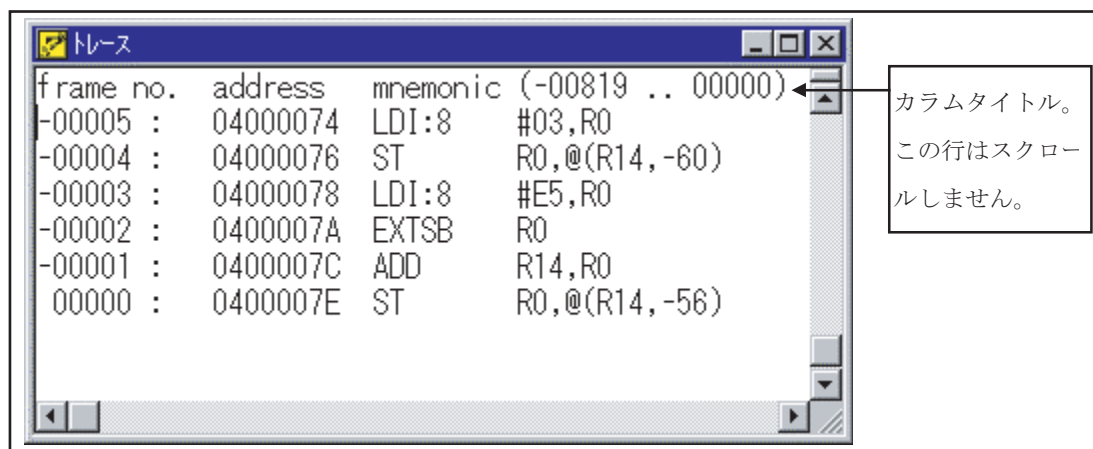 トレース
frame no. address mnemonic (-00819 .. 00000)
-00005 : 04000074 LDI:8 #03,R0
-00004 : 04000076 ST R0,@(R14,-60)
-00003 : 04000078 LDI:8 #E5,R0
-00002 : 0400007A EXTSB R0
-00001 : 0400007C ADD R14,R0
00000 : 0400007E ST R0,@(R14,-56)
カラムタイトル。
この行はスクロー
ルしません。